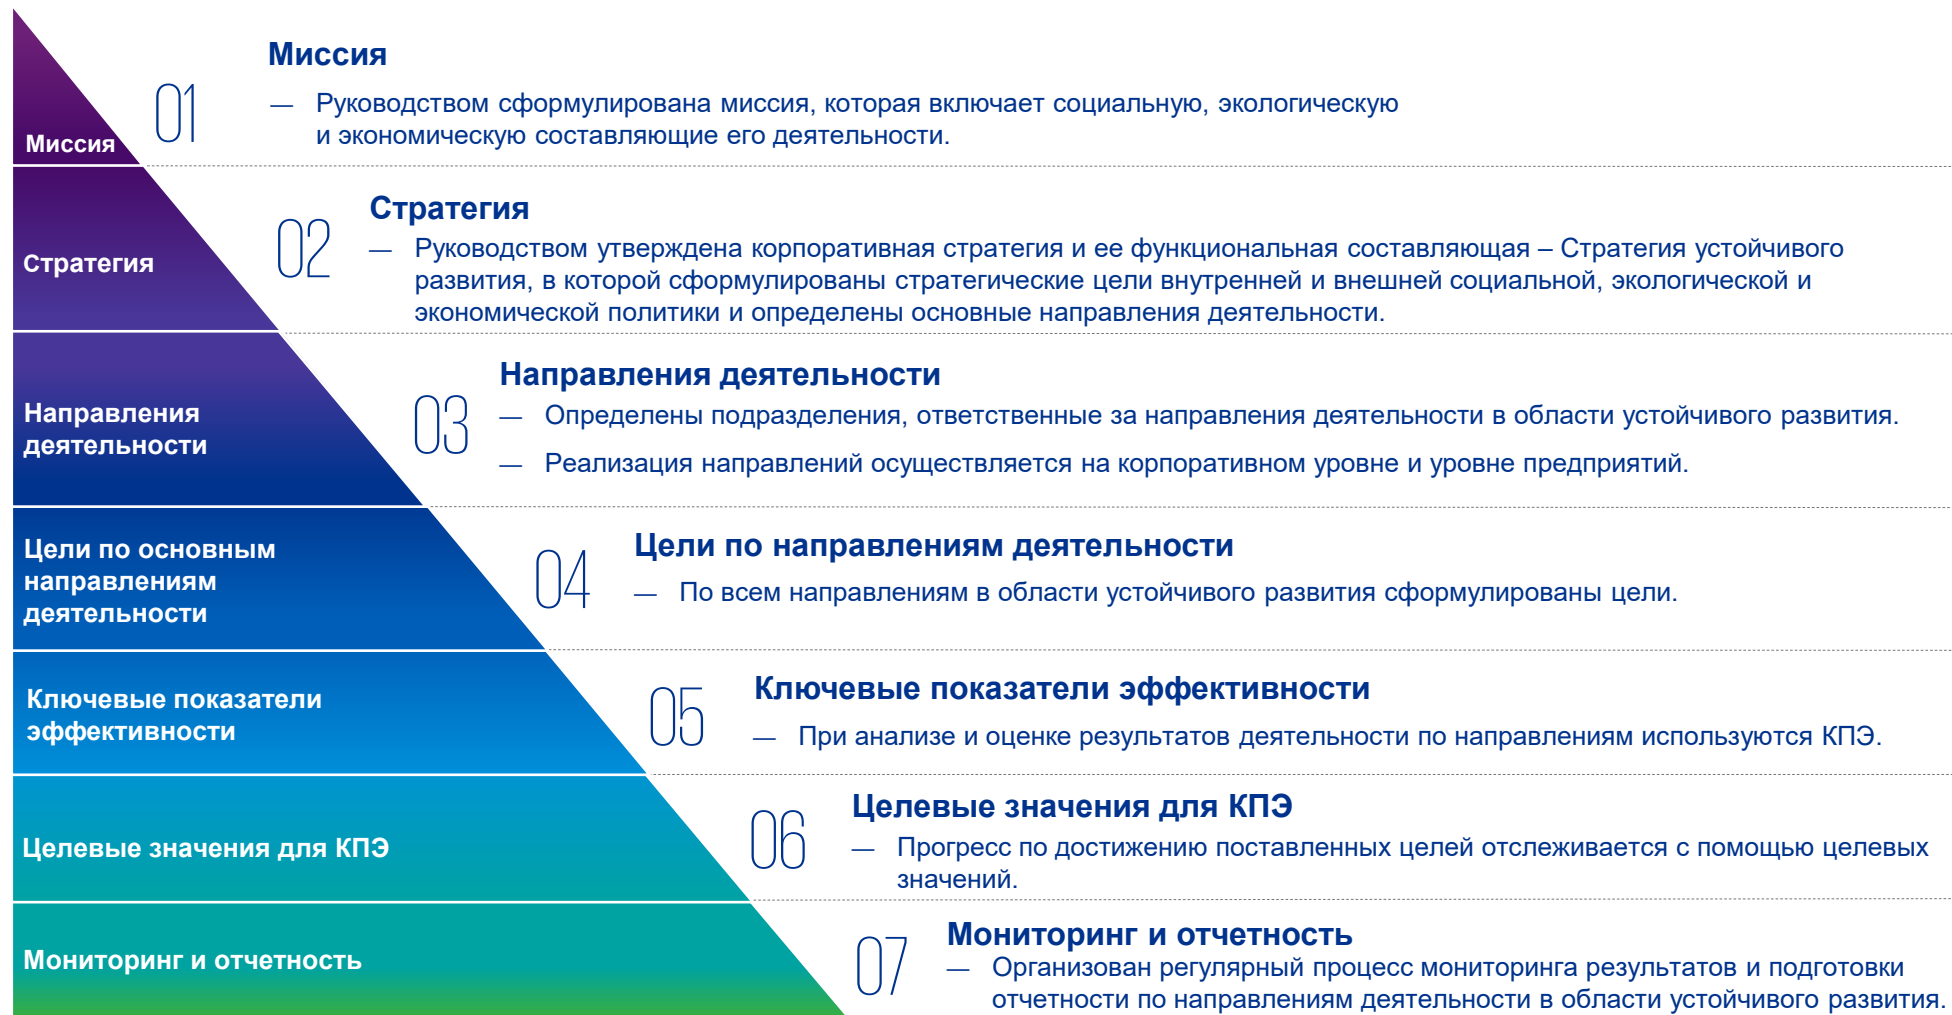 Миссия
01
Миссия
— Руководством сформулирована миссия, которая включает социальную, экологическую
и экономическую составляющие его деятельности.
Стратегия
02
Стратегия
— Руководством утверждена корпоративная стратегия и ее функциональная составляющая – Стратегия устойчивого
развития, в которой сформулированы стратегические цели внутренней и внешней социальной, экологической и
экономической политики и определены основные направления деятельности.
Направления
деятельности
03
Направления деятельности
— Определены подразделения, ответственные за направления деятельности в области устойчивого развития.
— Реализация направлений осуществляется на корпоративном уровне и уровне предприятий.
Цели по основным
направлениям
деятельности
04
Цели по направлениям деятельности
— По всем направлениям в области устойчивого развития сформулированы цели.
Ключевые показатели
эффективности
05
Ключевые показатели эффективности
— При анализе и оценке результатов деятельности по направлениям используются КПЭ.
Целевые значения для КПЭ
06
Целевые значения для КПЭ
— Прогресс по достижению поставленных целей отслеживается с помощью целевых
значений.
Мониторинг и отчетность
07
Мониторинг и отчетность
— Организован регулярный процесс мониторинга результатов и подготовки
отчетности по направлениям деятельности в области устойчивого развития.